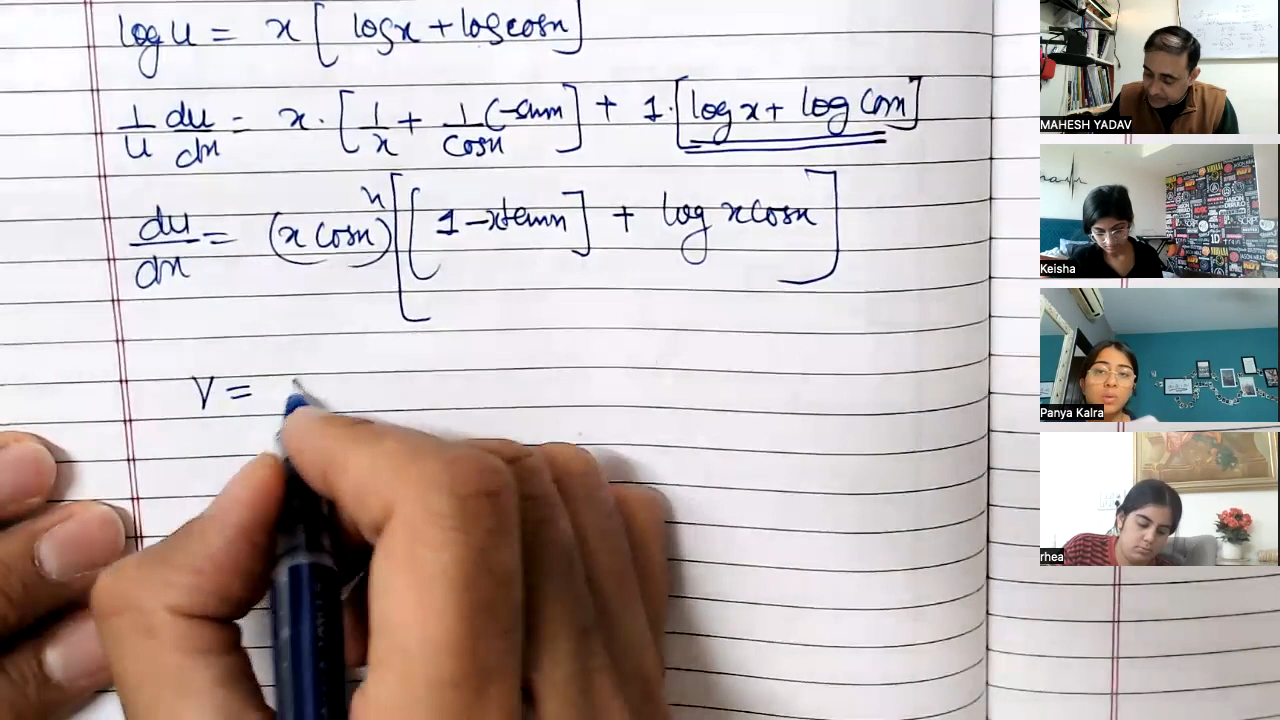 log u = x [ log x + log cos x ]
1/u du/dx = x · [ 1/x + 1/cos x (-sin x ] + 1 · [ log x + log cos x ]
du/dx = (x cos x)^x [ [ 1 - x tan x ] + log x cos x ]
V =
MAHESH YADAV
Keisha
Panya Kalra
rhea